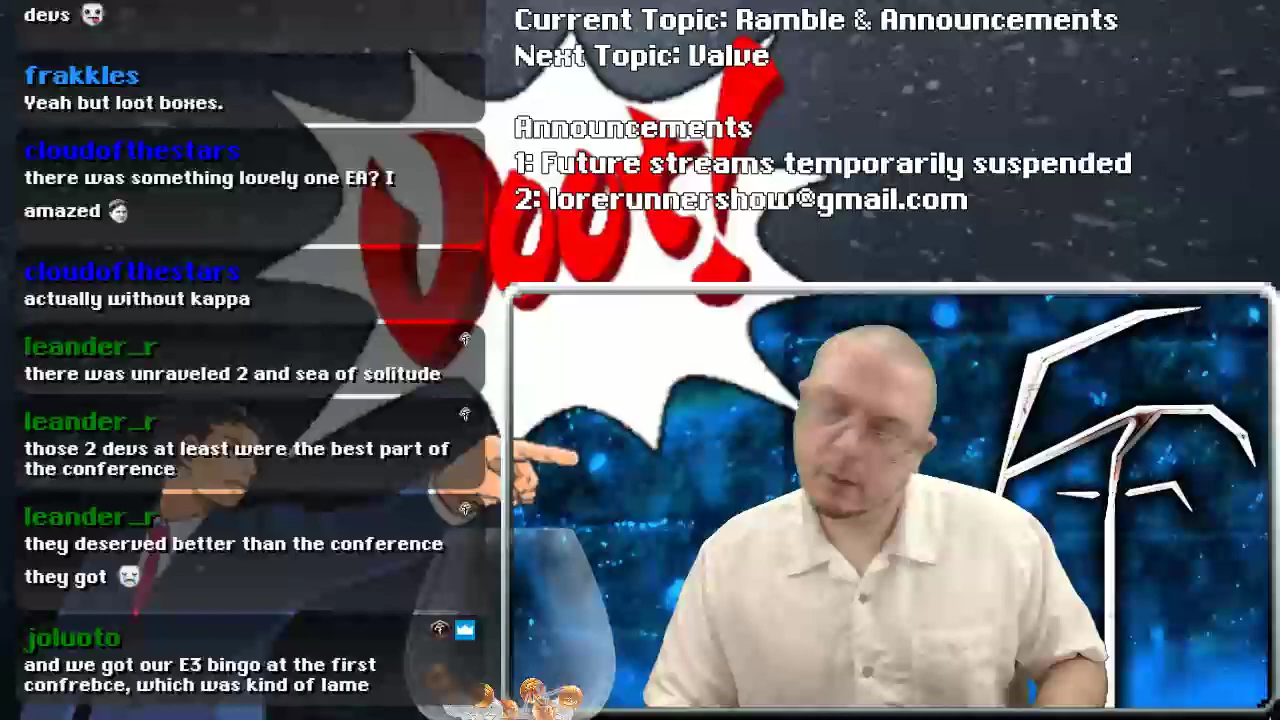 devs
frakkles
Yeah but loot boxes.
cloudofthestars
there was something lovely one EA? I
amazed
cloudofthestars
actually without kappa
leander_r
there was unraveled 2 and sea of solitude
leander_r
those 2 devs at least were the best part of
the conference
leander_r
they deserved better than the conference
they got
joluoto
and we got our E3 bingo at the first
confrebce, which was kind of lame
Current Topic: Ramble & Announcements
Next Topic: Valve
Announcements
1: Future streams temporarily suspended
2: lorerunnershow@gmail.com
Doot!